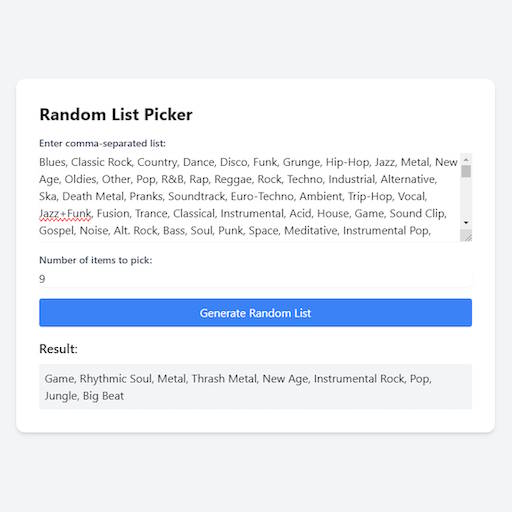 Random List Picker
Enter comma-separated list:
Blues, Classic Rock, Country, Dance, Disco, Funk, Grunge, Hip-Hop, Jazz, Metal, New
Age, Oldies, Other, Pop, R&B, Rap, Reggae, Rock, Techno, Industrial, Alternative,
Ska, Death Metal, Pranks, Soundtrack, Euro-Techno, Ambient, Trip-Hop, Vocal,
Jazz+Funk, Fusion, Trance, Classical, Instrumental, Acid, House, Game, Sound Clip,
Gospel, Noise, Alt. Rock, Bass, Soul, Punk, Space, Meditative, Instrumental Pop,
Number of items to pick:
9
Generate Random List
Result:
Game, Rhythmic Soul, Metal, Thrash Metal, New Age, Instrumental Rock, Pop,
Jungle, Big Beat